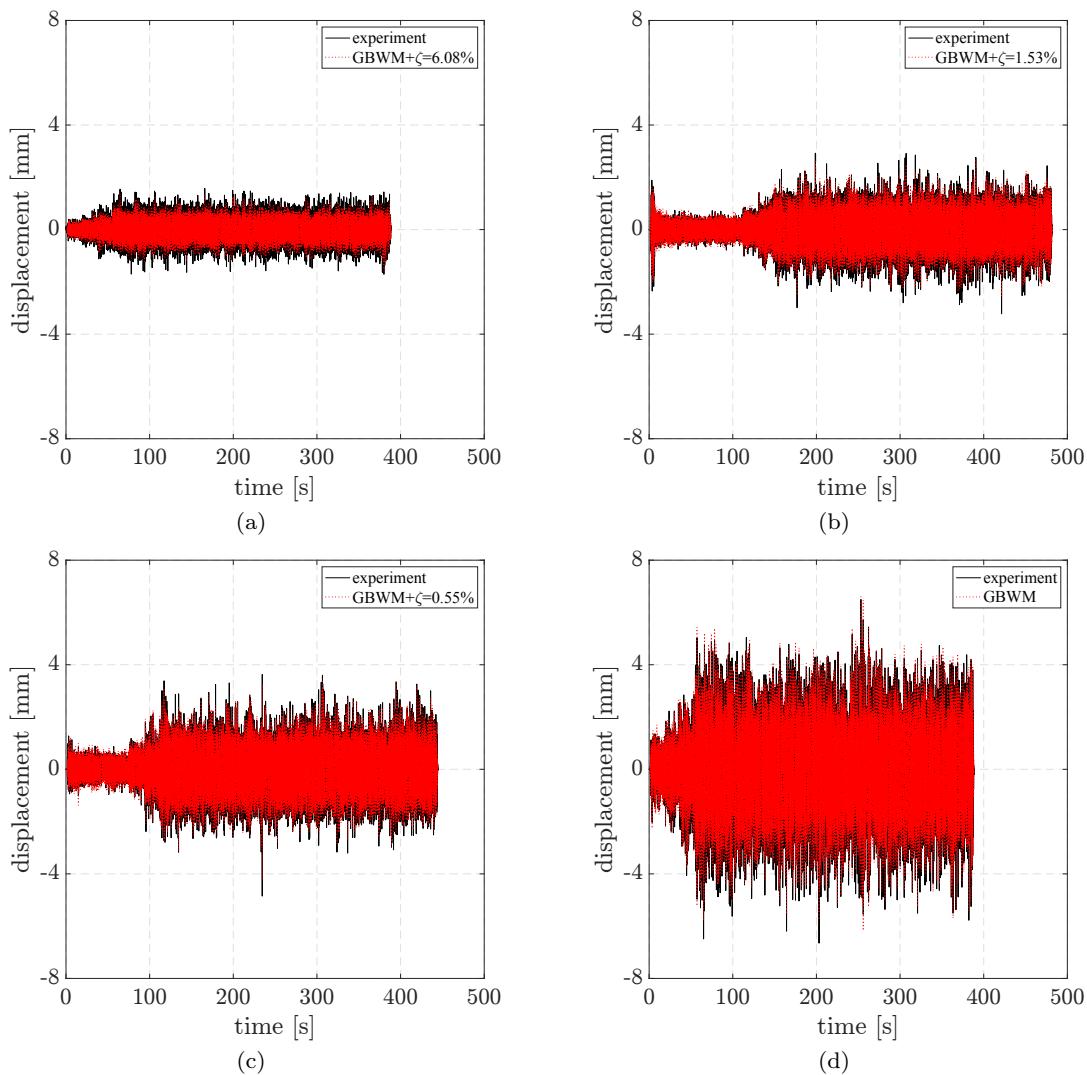 experiment
GBWM+ζ=6.08%
8
4
0
-4
-8
displacement [mm]
0 100 200 300 400 500
time [s]
(a)
experiment
GBWM+ζ=1.53%
8
4
0
-4
-8
displacement [mm]
0 100 200 300 400 500
time [s]
(b)
experiment
GBWM+ζ=0.55%
8
4
0
-4
-8
displacement [mm]
0 100 200 300 400 500
time [s]
(c)
experiment
GBWM
8
4
0
-4
-8
displacement [mm]
0 100 200 300 400 500
time [s]
(d)